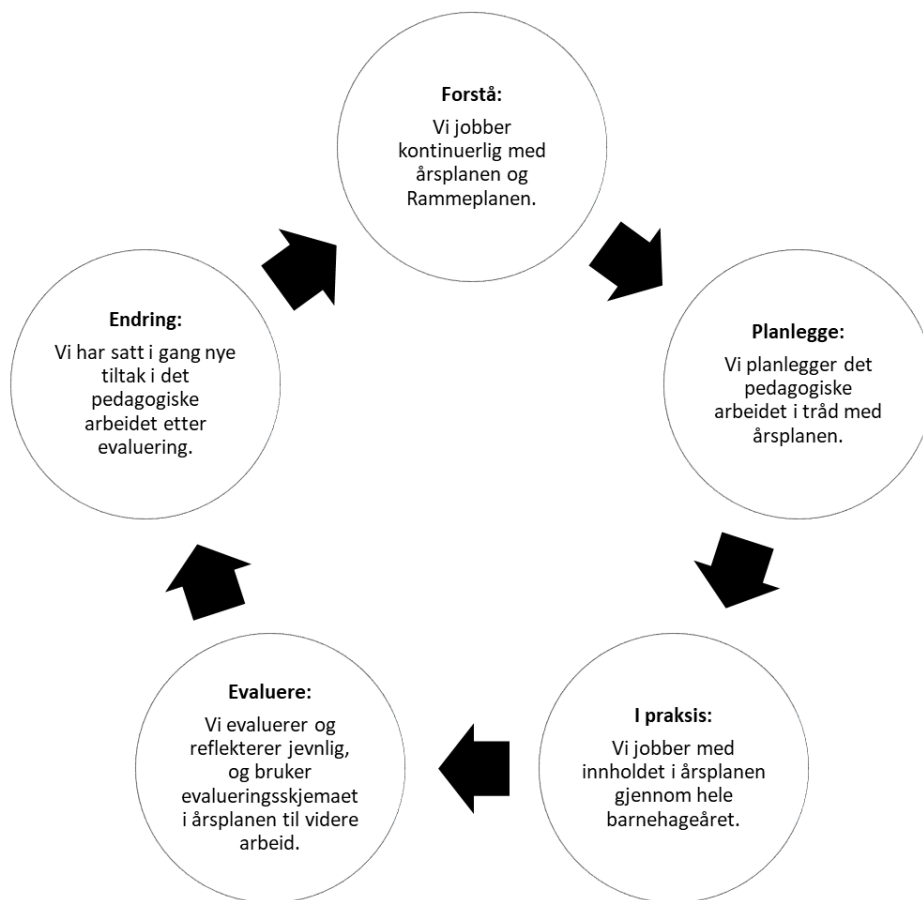 Forstå:
Vi jobber
kontinuerlig med
årsplanen og
Rammeplanen.
Planlegge:
Vi planlegger det
pedagogiske
arbeidet i tråd med
årsplanen.
I praksis:
Vi jobber med
innholdet i årsplanen
gjennom hele
barnehageåret.
Evaluere:
Vi evaluerer og
reflekterer jevnlig,
og bruker
evalueringsskjemaet
i årsplanen til videre
arbeid.
Endring:
Vi har satt i gang nye
tiltak i det
pedagogiske
arbeidet etter
evaluering.